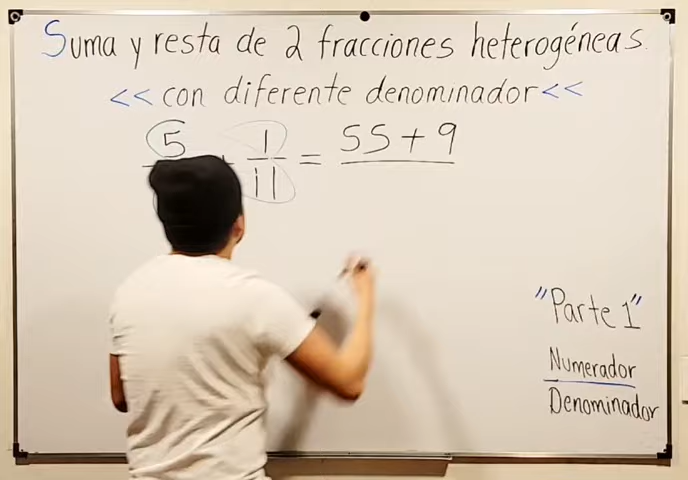 Suma y resta de 2 fracciones heterogéneas.
<< con diferente denominador <<
5 + 1 = 55 + 9
11
"Parte 1"
Numerador
Denominador